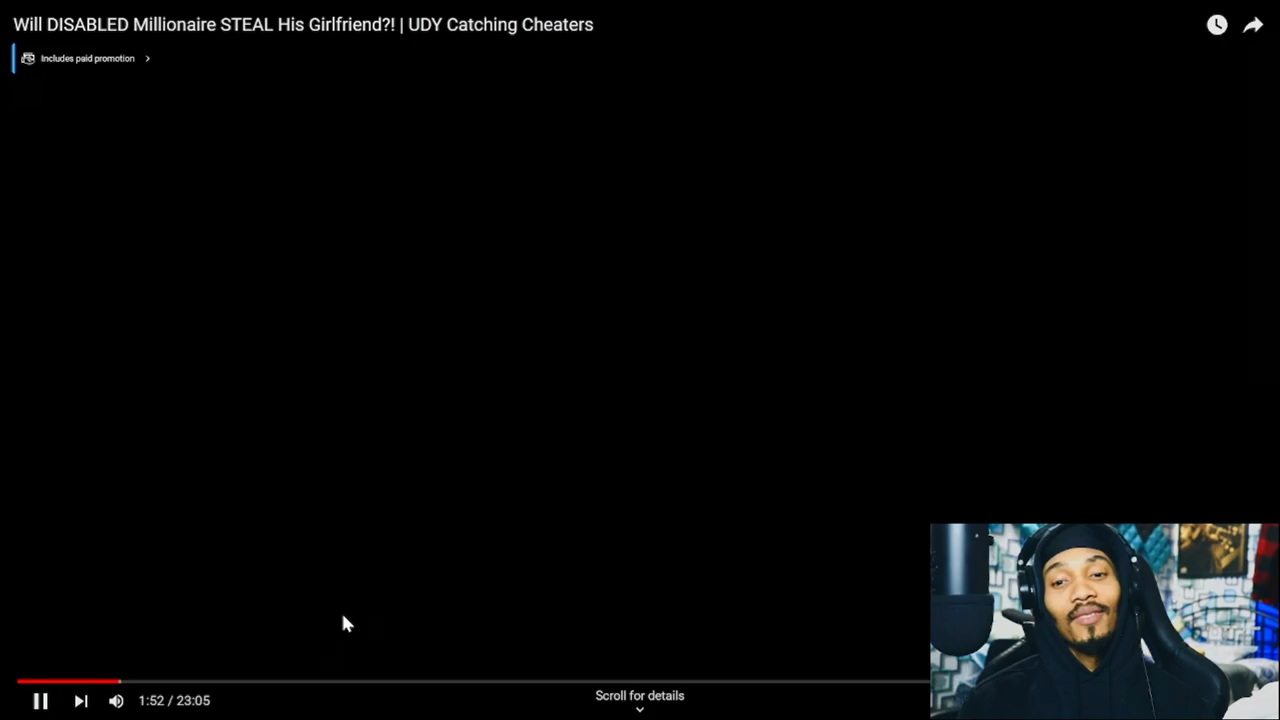 Will DISABLED Millionaire STEAL His Girlfriend?! | UDY Catching Cheaters
Includes paid promotion
1:52 / 23:05
Scroll for details